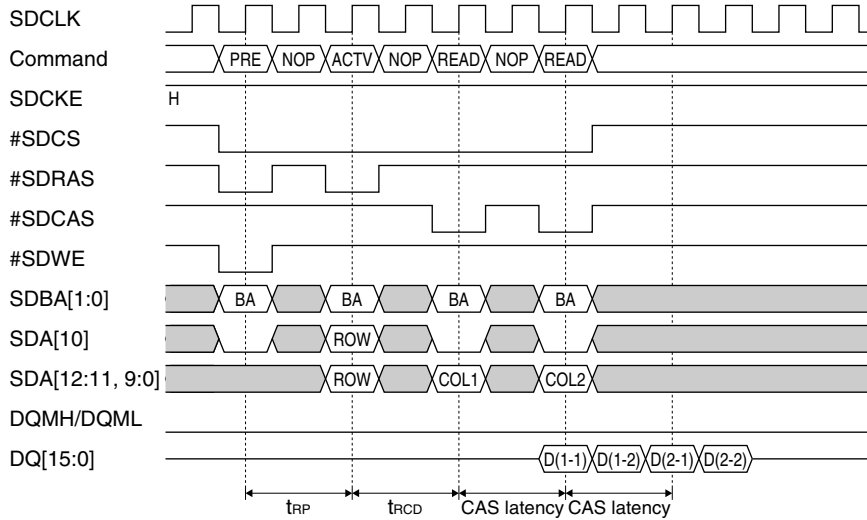 SDCLK
Command PRE NOP ACTV NOP READ NOP READ
SDCKE H
#SDCS
#SDRAS
#SDCAS
#SDWE
SDBA[1:0] BA BA BA BA
SDA[10] ROW
SDA[12:11, 9:0] ROW COL1 COL2
DQMH/DQML
DQ[15:0] D(1-1) D(1-2) D(2-1) D(2-2)
tRP tRCD CAS latency CAS latency